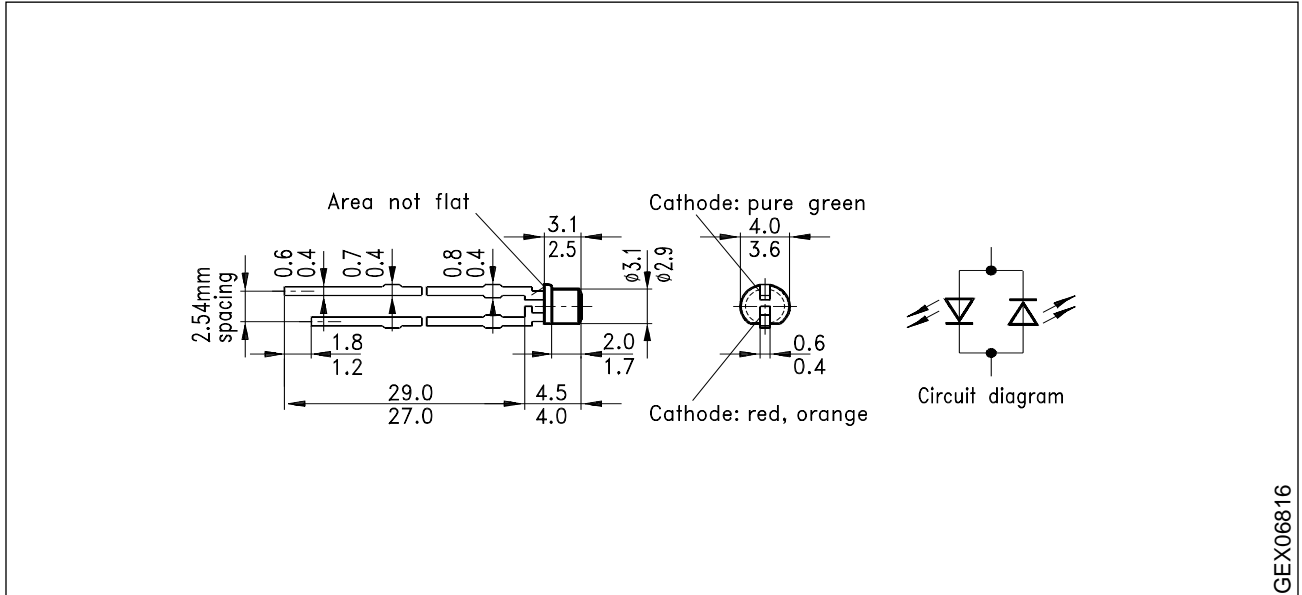 Area not flat
Cathode: pure green
3.1
2.5
4.0
3.6
0.6
0.4
0.7
0.4
0.8
0.4
ø3.1
ø2.9
2.54mm
spacing
1.8
1.2
2.0
1.7
0.6
0.4
29.0
27.0
4.5
4.0
Cathode: red, orange
Circuit diagram
GEX06816